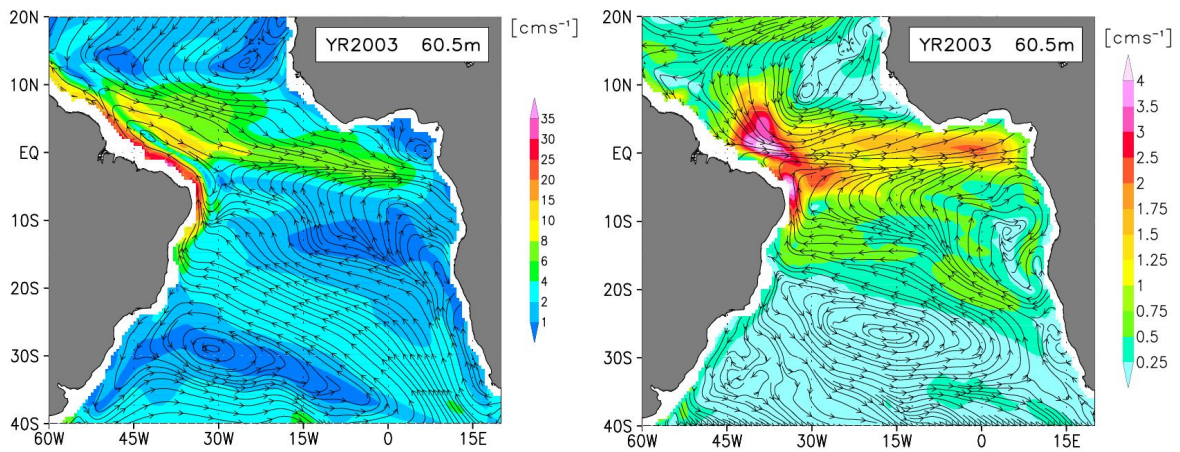 YR2003 60.5m
[cms⁻¹]
20N
10N
EQ
10S
20S
30S
40S
60W 45W 30W 15W 0 15E
35
30
25
20
15
10
8
6
4
2
1
YR2003 60.5m
[cms⁻¹]
20N
10N
EQ
10S
20S
30S
40S
60W 45W 30W 15W 0 15E
4
3.5
3
2.5
2
1.75
1.5
1.25
1
0.75
0.5
0.25